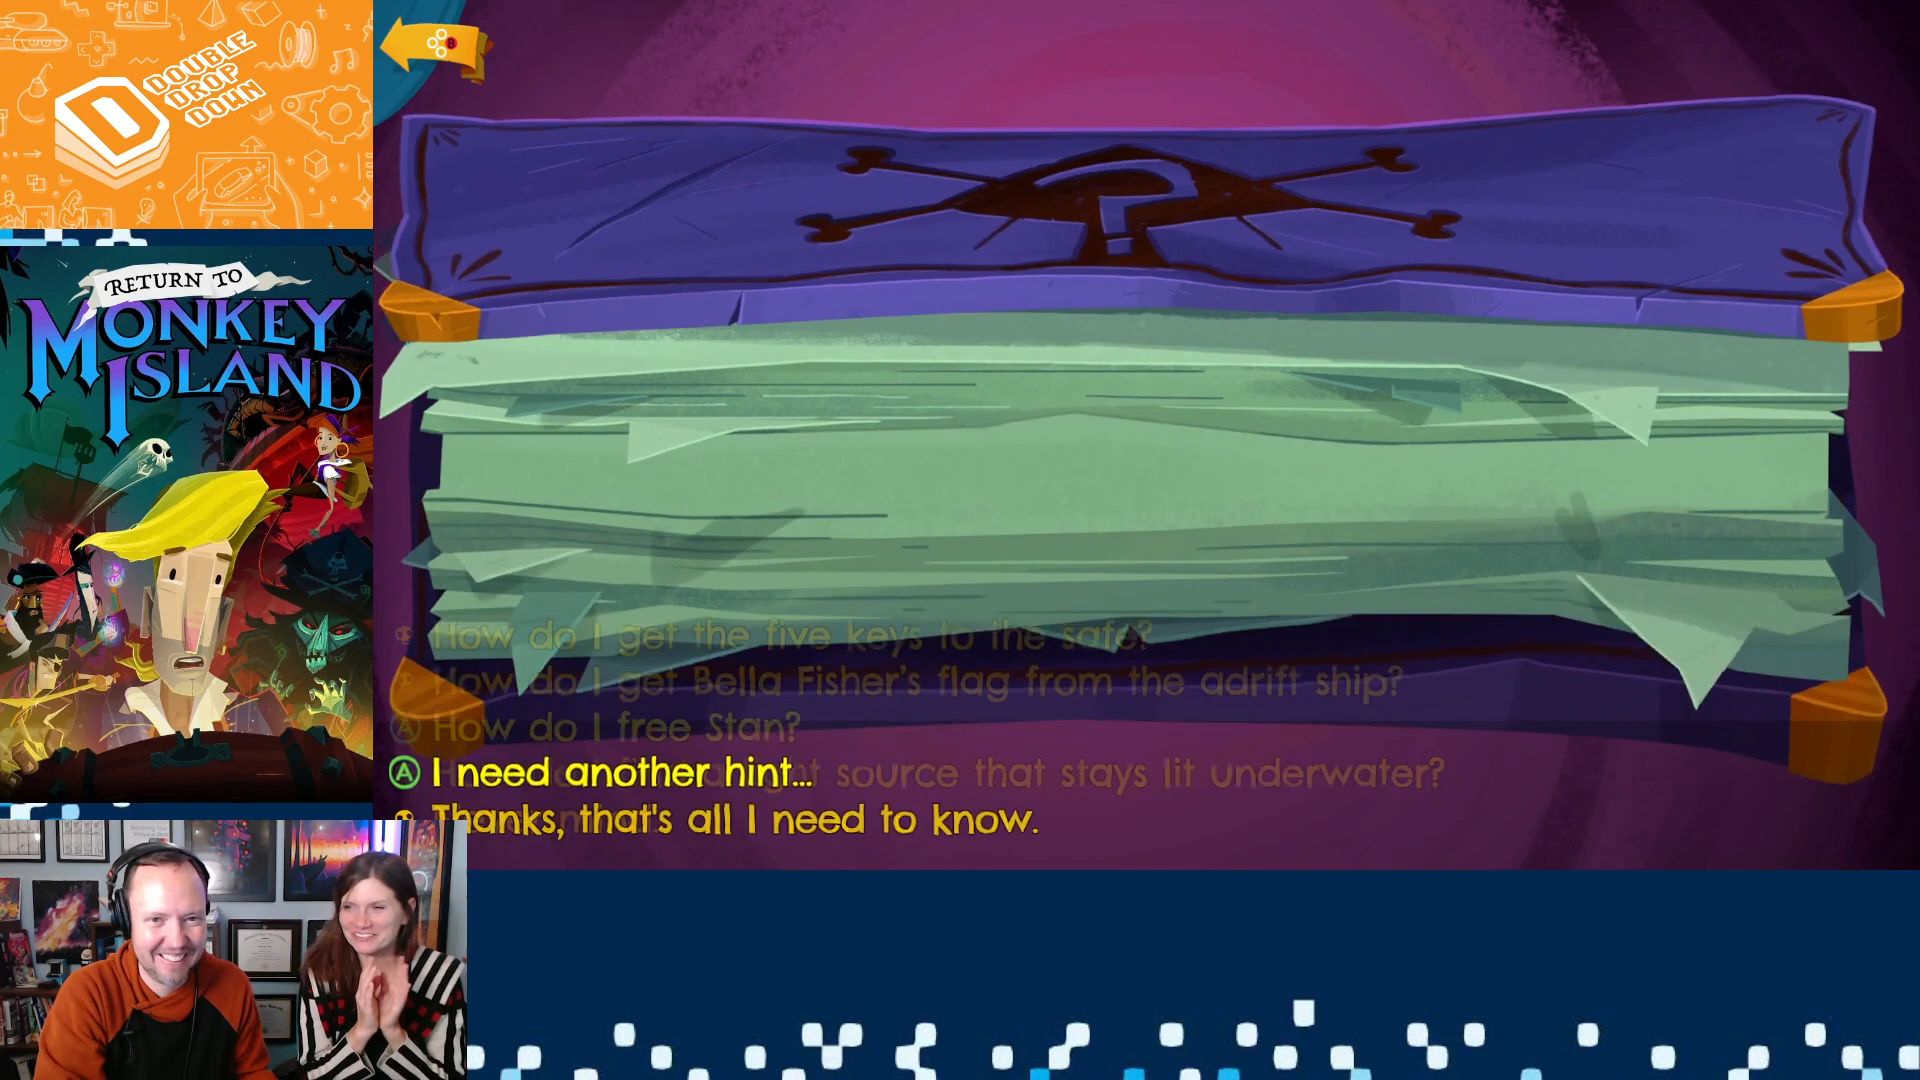 DOUBLE
DROP
DOWN
RETURN TO
MONKEY
ISLAND
How do I get the five keys to the safe?
How do I get Bella Fisher's flag from the adrift ship?
How do I free Stan?
I need another hint...
source that stays lit underwater?
Thanks, that's all I need to know.